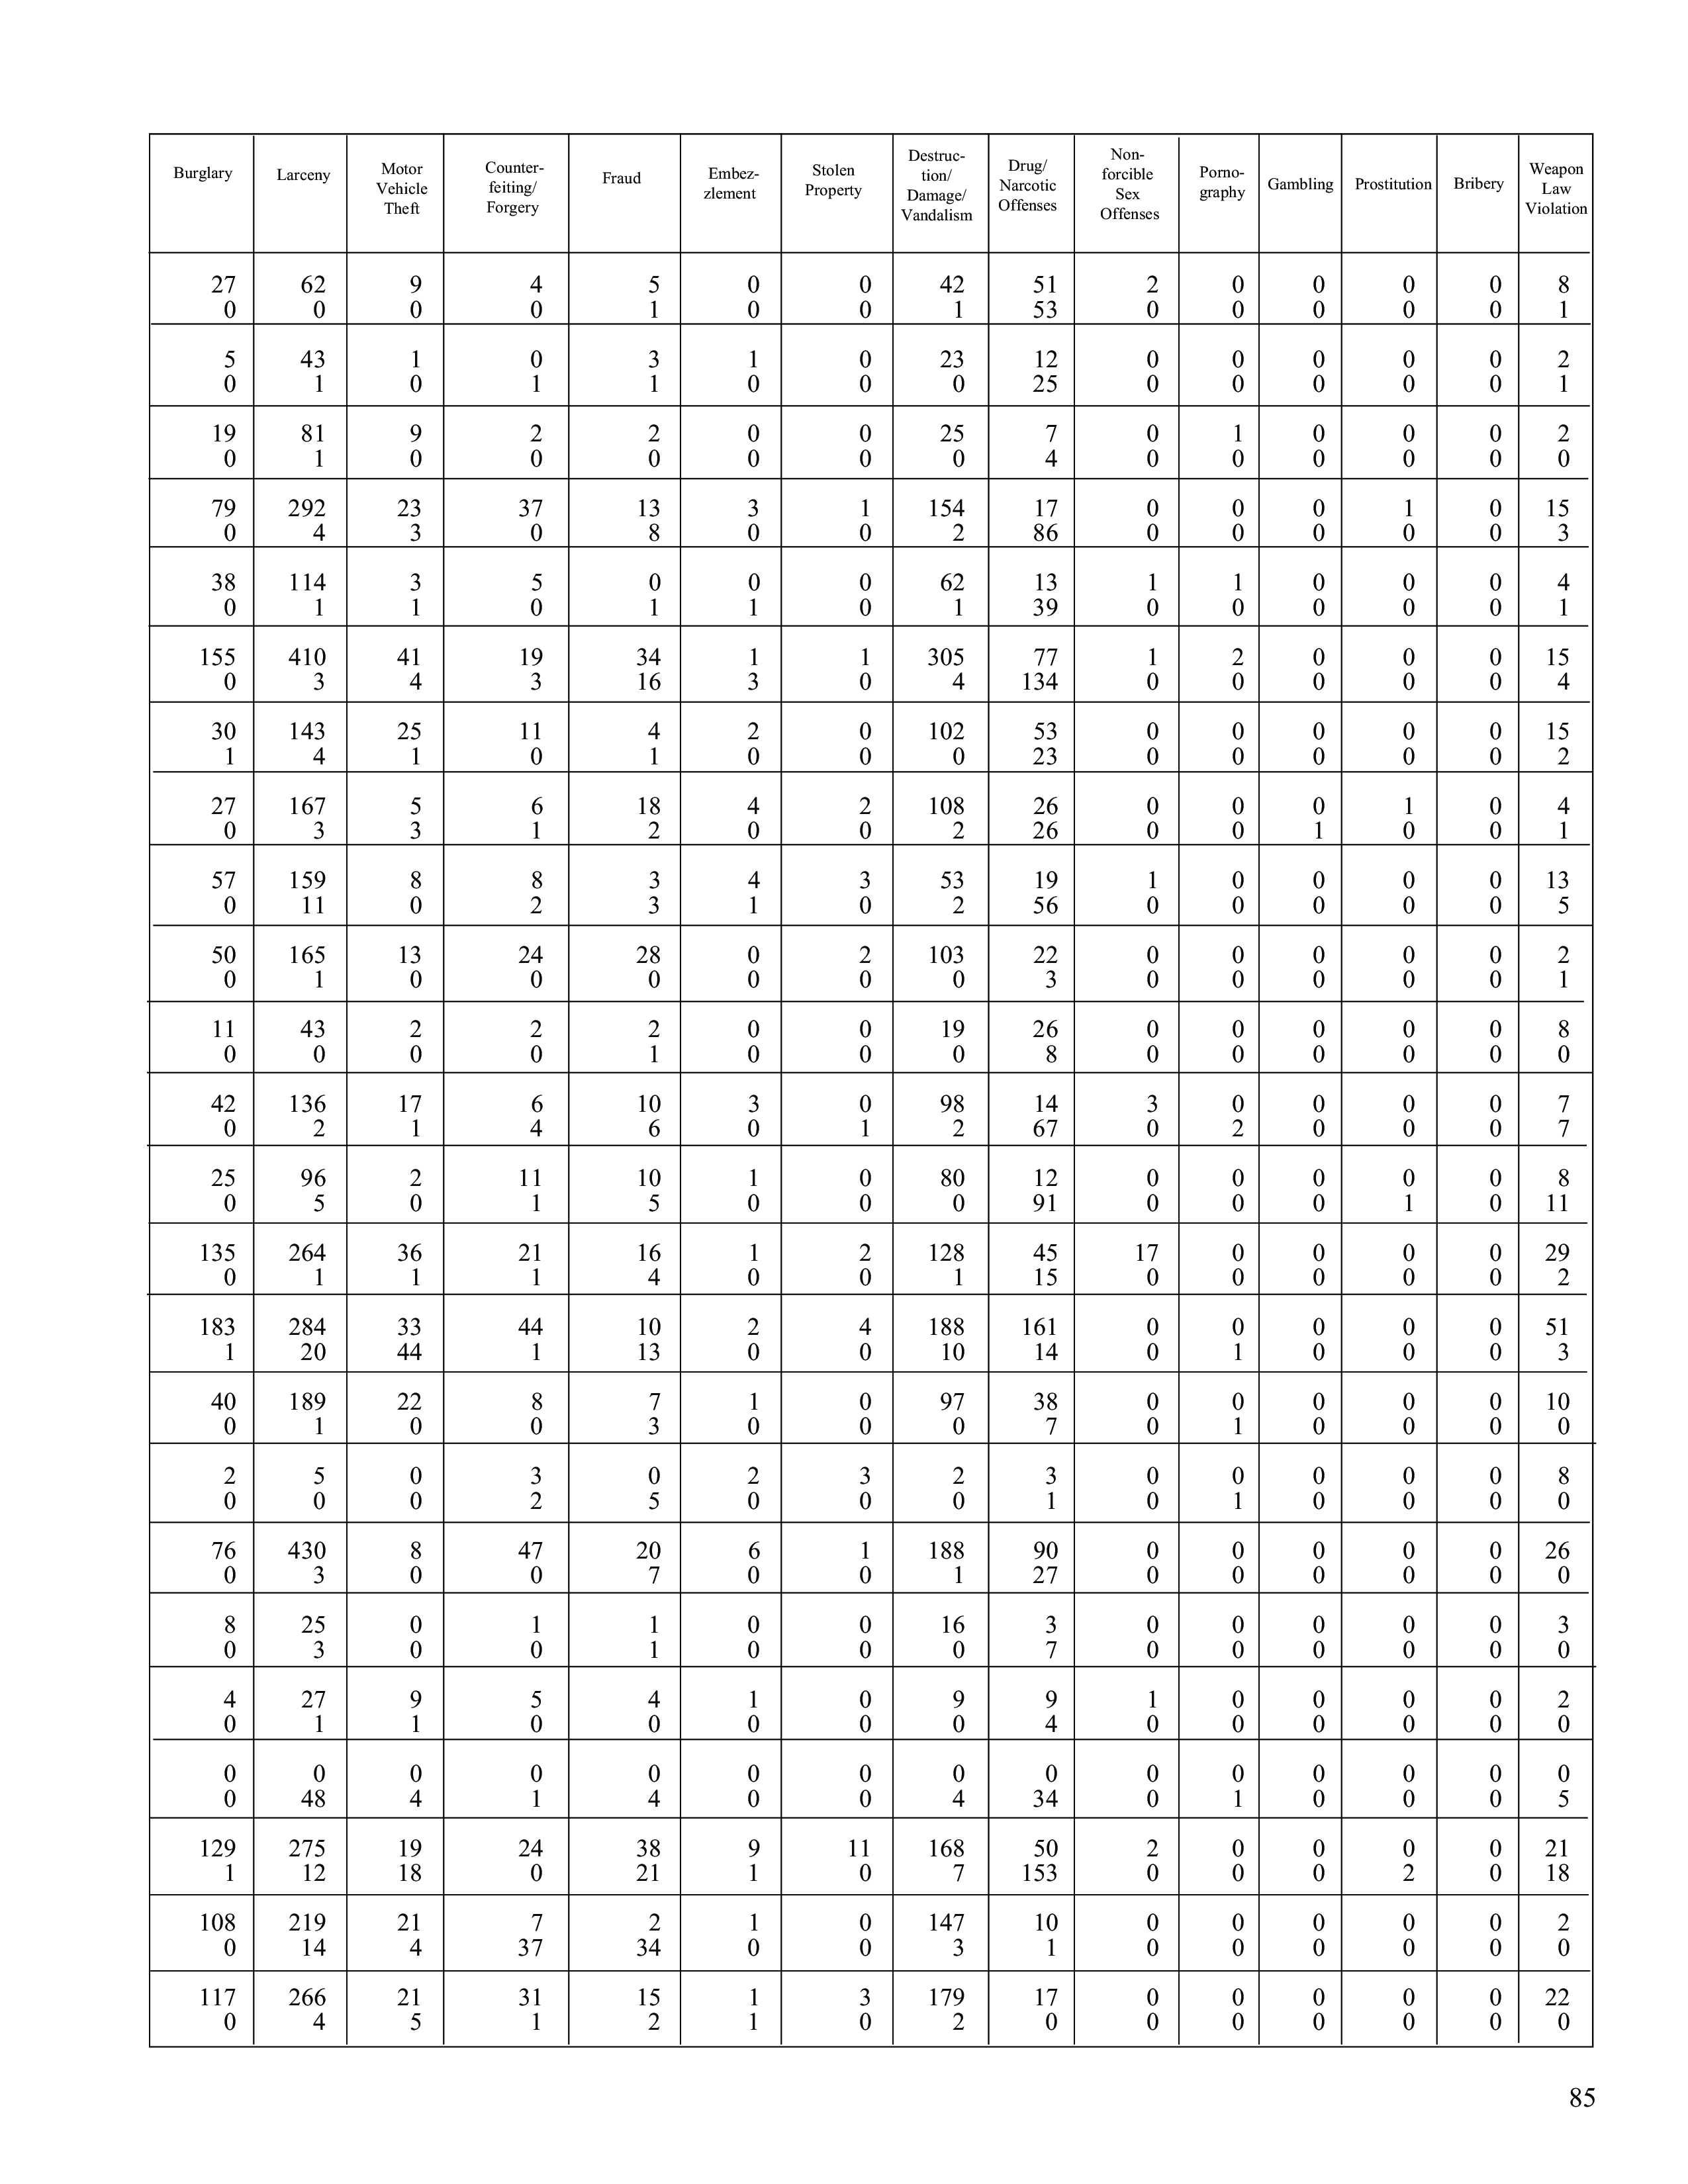 Burglary Larceny Motor Vehicle Theft Counter-feiting/ Forgery Fraud Embez-zlement Stolen Property Destruc-tion/ Damage/ Vandalism Drug/ Narcotic Offenses Non-forcible Sex Offenses Porno-graphy Gambling Prostitution Bribery Weapon Law Violation
27 62 9 4 5 0 0 42 51 2 0 0 0 0 8
0 0 0 0 1 0 0 1 53 0 0 0 0 0 1
5 43 1 0 3 1 0 23 12 0 0 0 0 0 2
0 1 0 1 1 0 0 0 25 0 0 0 0 0 1
19 81 9 2 2 0 0 25 7 0 1 0 0 0 2
0 1 0 0 0 0 0 0 4 0 0 0 0 0 0
79 292 23 37 13 3 1 154 17 0 0 0 1 0 15
0 4 3 0 8 0 0 2 86 0 0 0 0 0 3
38 114 3 5 0 0 0 62 13 1 1 0 0 0 4
0 1 1 0 1 1 0 1 39 0 0 0 0 0 1
155 410 41 19 34 1 1 305 77 1 2 0 0 0 15
0 3 4 3 16 3 0 4 134 0 0 0 0 0 4
30 143 25 11 4 2 0 102 53 0 0 0 0 0 15
1 4 1 0 1 0 0 0 23 0 0 0 0 0 2
27 167 5 6 18 4 2 108 26 0 0 0 1 0 4
0 3 3 1 2 0 0 2 26 0 0 1 0 0 1
57 159 8 8 3 4 3 53 19 1 0 0 0 0 13
0 11 0 2 3 1 0 2 56 0 0 0 0 0 5
50 165 13 24 28 0 2 103 22 0 0 0 0 0 2
0 1 0 0 0 0 0 0 3 0 0 0 0 0 1
11 43 2 2 2 0 0 19 26 0 0 0 0 0 8
0 0 0 0 1 0 0 0 8 0 0 0 0 0 0
42 136 17 6 10 3 0 98 14 3 0 0 0 0 7
0 2 1 4 6 0 1 2 67 0 2 0 0 0 7
25 96 2 11 10 1 0 80 12 0 0 0 0 0 8
0 5 0 1 5 0 0 0 91 0 0 0 1 0 11
135 264 36 21 16 1 2 128 45 17 0 0 0 0 29
0 1 1 1 4 0 0 1 15 0 0 0 0 0 2
183 284 33 44 10 2 4 188 161 0 0 0 0 0 51
1 20 44 1 13 0 0 10 14 0 1 0 0 0 3
40 189 22 8 7 1 0 97 38 0 0 0 0 0 10
0 1 0 0 3 0 0 0 7 0 1 0 0 0 0
2 5 0 3 0 2 3 2 3 0 0 0 0 0 8
0 0 0 2 5 0 0 0 1 0 1 0 0 0 0
76 430 8 47 20 6 1 188 90 0 0 0 0 0 26
0 3 0 0 7 0 0 1 27 0 0 0 0 0 0
8 25 0 1 1 0 0 16 3 0 0 0 0 0 3
0 3 0 0 1 0 0 0 7 0 0 0 0 0 0
4 27 9 5 4 1 0 9 9 1 0 0 0 0 2
0 1 1 0 0 0 0 0 4 0 0 0 0 0 0
0 0 0 0 0 0 0 0 0 0 0 0 0 0 0
0 48 4 1 4 0 0 4 34 0 1 0 0 0 5
129 275 19 24 38 9 11 168 50 2 0 0 0 0 21
1 12 18 0 21 1 0 7 153 0 0 0 2 0 18
108 219 21 7 2 1 0 147 10 0 0 0 0 0 2
0 14 4 37 34 0 0 3 1 0 0 0 0 0 0
117 266 21 31 15 1 3 179 17 0 0 0 0 0 22
0 4 5 1 2 1 0 2 0 0 0 0 0 0 0
85